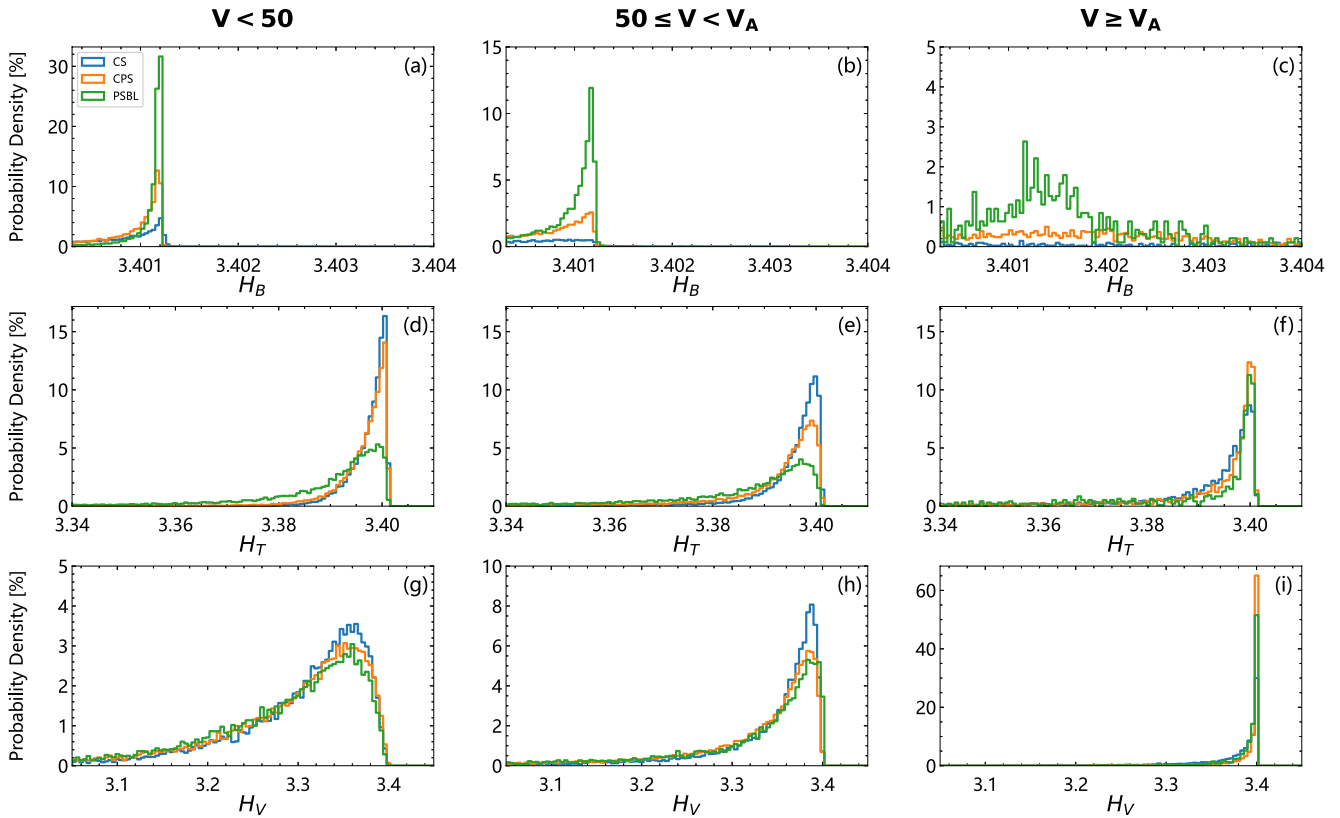 V < 50
50 ≤ V < V_A
V ≥ V_A
Probability Density [%]
30
20
10
0
CS
CPS
PSBL
(a)
3.401 3.402 3.403 3.404
H_B
15
10
5
0
(b)
3.401 3.402 3.403 3.404
H_B
5
4
3
2
1
0
(c)
3.401 3.402 3.403 3.404
H_B
Probability Density [%]
15
10
5
0
(d)
3.34 3.36 3.38 3.40
H_T
15
10
5
0
(e)
3.34 3.36 3.38 3.40
H_T
15
10
5
0
(f)
3.34 3.36 3.38 3.40
H_T
Probability Density [%]
5
4
3
2
1
0
(g)
3.1 3.2 3.3 3.4
H_V
10
8
6
4
2
0
(h)
3.1 3.2 3.3 3.4
H_V
60
40
20
0
(i)
3.1 3.2 3.3 3.4
H_V